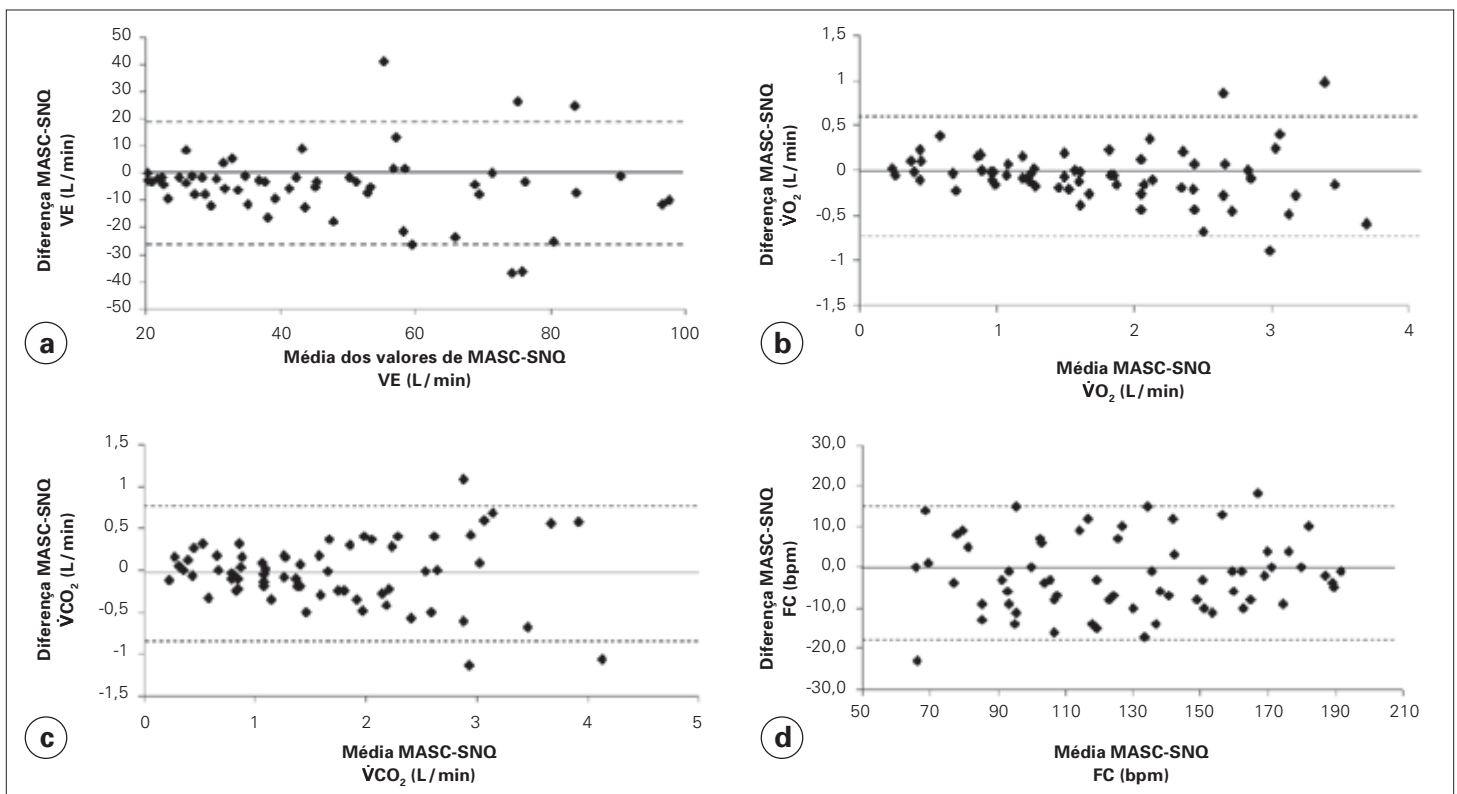 50
40
30
20
10
0
-10
-20
-30
-40
-50
Diferença MASC-SNQ
VE (L/min)
20 40 60 80 100
Média dos valores de MASC-SNQ
VE (L/min)
a
1,5
1
0,5
0
-0,5
-1
-1,5
Diferença MASC-SNQ
V̇O₂ (L/min)
0 1 2 3 4
Média MASC-SNQ
V̇O₂ (L/min)
b
1,5
1
0,5
0
-0,5
-1
-1,5
Diferença MASC-SNQ
V̇CO₂ (L/min)
0 1 2 3 4 5
Média MASC-SNQ
V̇CO₂ (L/min)
c
30,0
20,0
10,0
0,0
-10,0
-20,0
-30,0
Diferença MASC-SNQ
FC (bpm)
50 70 90 110 130 150 170 190 210
Média MASC-SNQ
FC (bpm)
d